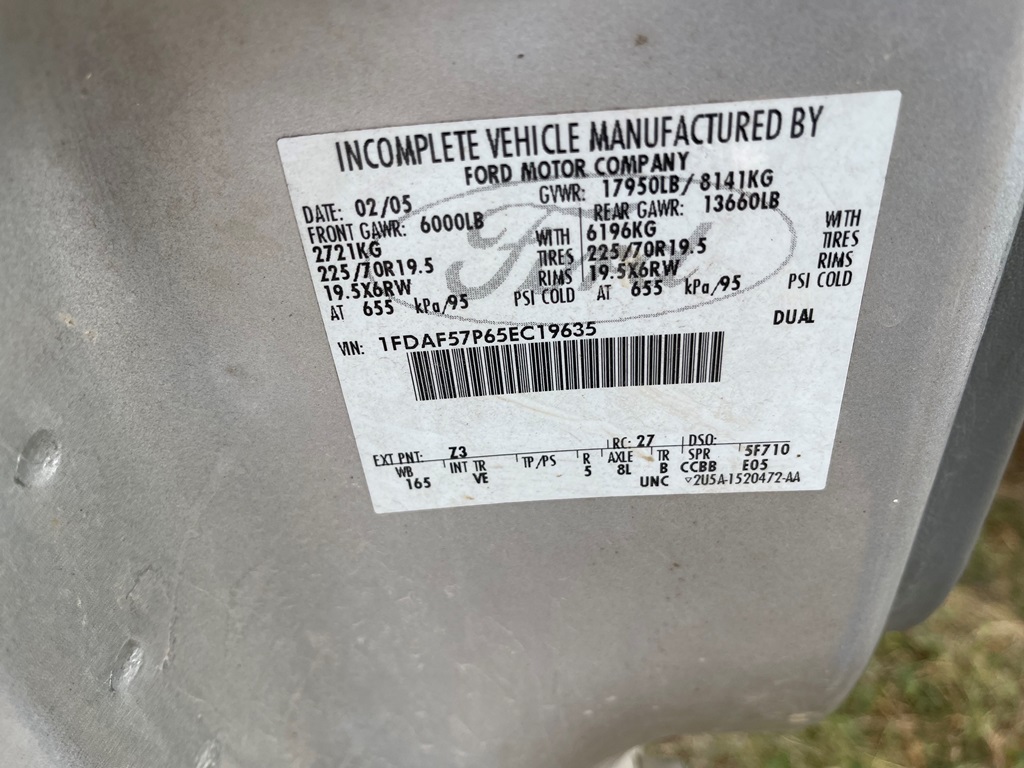 INCOMPLETE VEHICLE MANUFACTURED BY
FORD MOTOR COMPANY
DATE: 02/05 GVWR: 17950LB/ 8141KG
FRONT GAWR: 6000LB REAR GAWR: 13660LB
2721KG WITH 6196KG WITH
225/70R19.5 TIRES 225/70R19.5 TIRES
19.5X6RW RIMS 19.5X6RW RIMS
AT 655 kPa/95 PSI COLD AT 655 kPa/95 PSI COLD
Ford
DUAL
VIN: 1FDAF57P65EC19635
EXT PNT: Z3 RC: 27 DSO:
WB INT TR TP/PS R AXLE TR SPR 5F710
165 VE 5 8L B CCBB E05
UNC ▽2U5A-1520472-AA